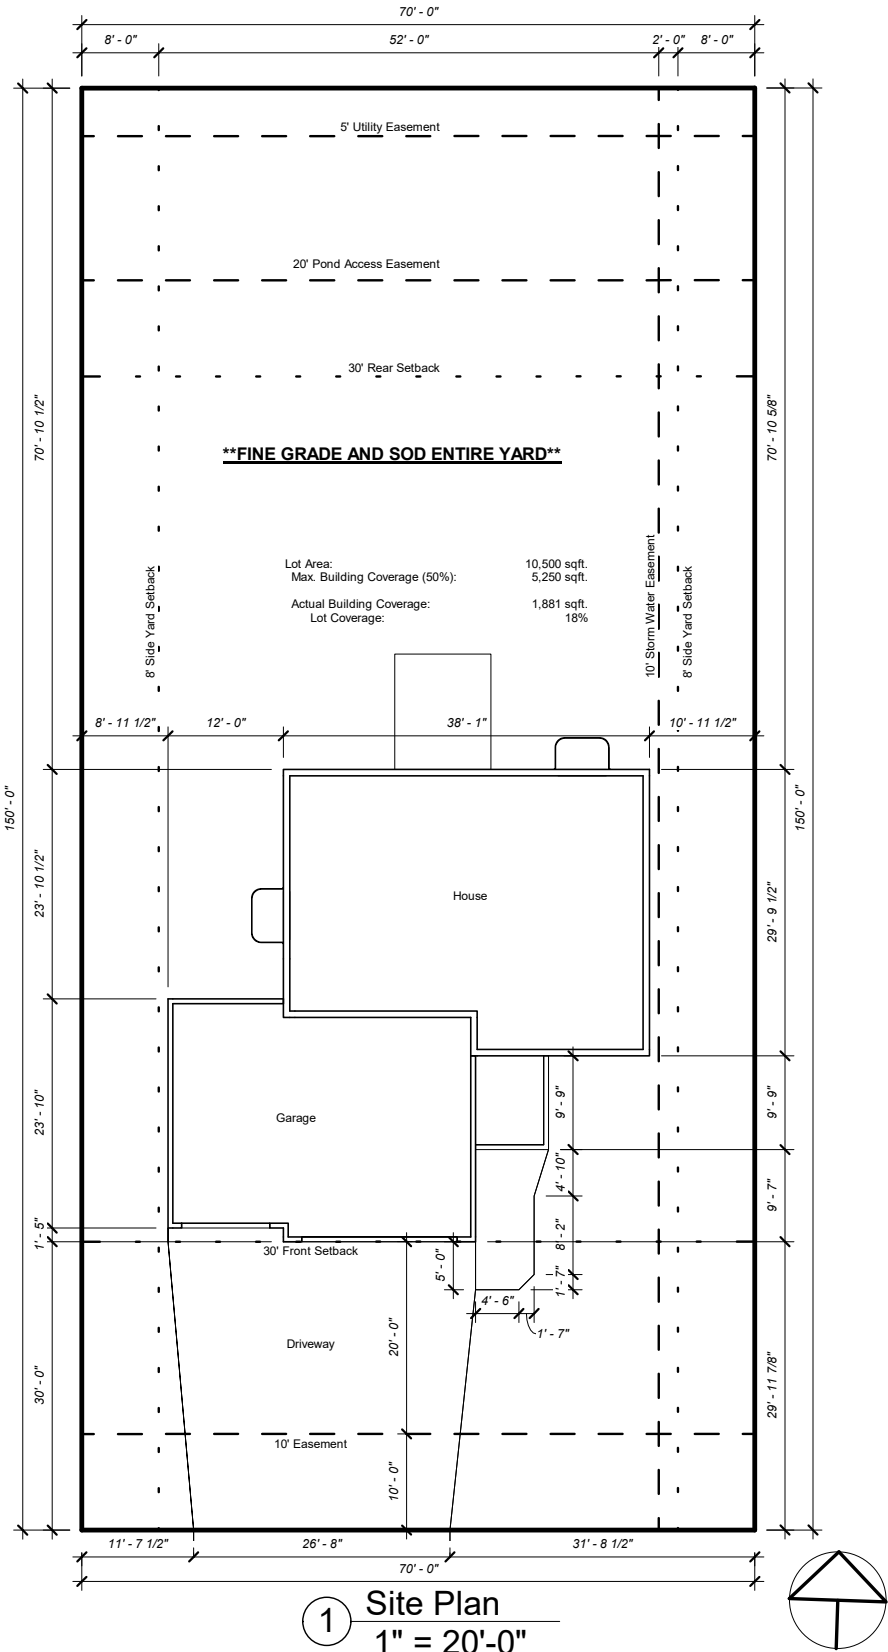 70' - 0"
8' - 0"
52' - 0"
2' - 0"
8' - 0"
5' Utility Easement
20' Pond Access Easement
30' Rear Setback
70' - 10 1/2"
70' - 10 5/8"
**FINE GRADE AND SOD ENTIRE YARD**
Lot Area: 10,500 sqft.
Max. Building Coverage (50%): 5,250 sqft.
Actual Building Coverage: 1,881 sqft.
Lot Coverage: 18%
8' Side Yard Setback
10' Storm Water Easement
8' Side Yard Setback
8' - 11 1/2"
12' - 0"
38' - 1"
10' - 11 1/2"
150' - 0"
150' - 0"
23' - 10 1/2"
House
29' - 9 1/2"
23' - 10"
Garage
9' - 9"
9' - 9"
4' - 10"
9' - 7"
8' - 2"
1' - 5"
30' Front Setback
5' - 0"
1' - 7"
4' - 6"
1' - 7"
Driveway
20' - 0"
30' - 0"
29' - 11 7/8"
10' Easement
10' - 0"
11' - 7 1/2"
26' - 8"
31' - 8 1/2"
70' - 0"
1
Site Plan
1" = 20'-0"